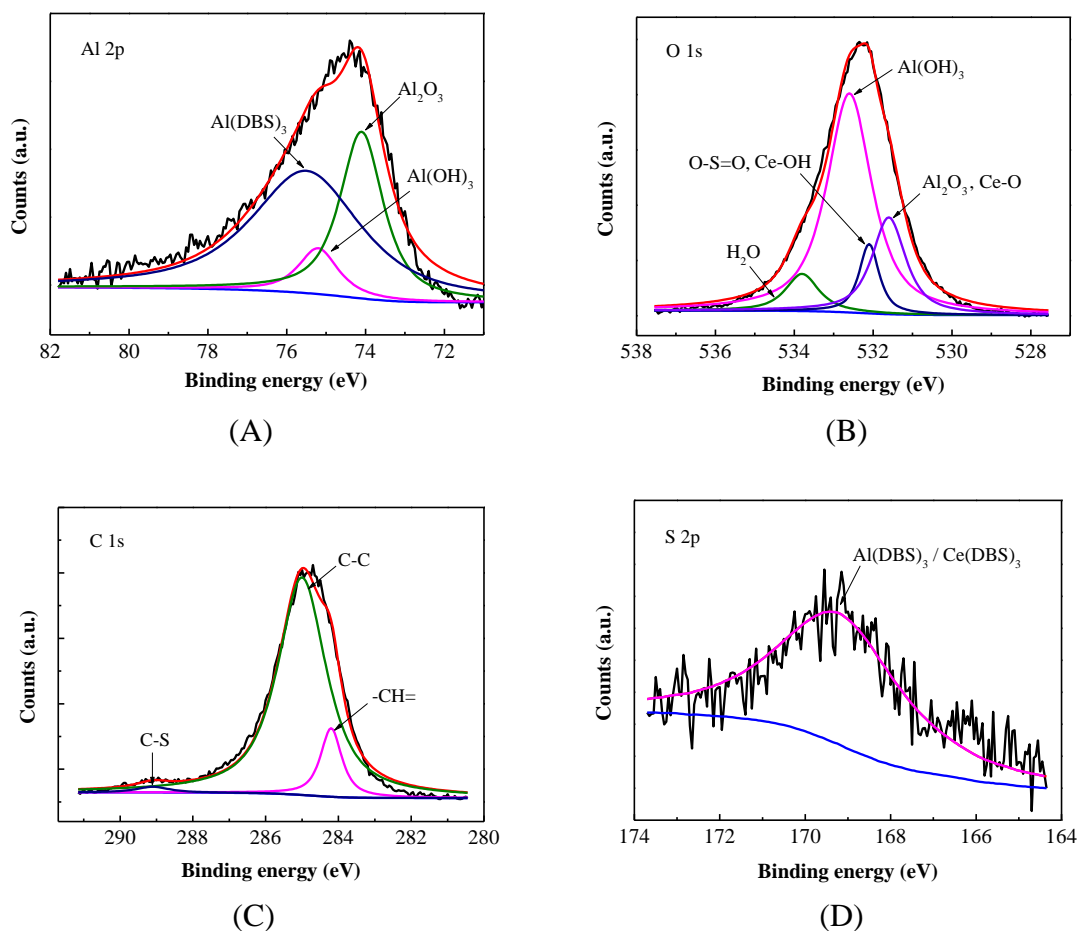 Al 2p
Al(DBS)₃
Al₂O₃
Al(OH)₃
Counts (a.u.)
82 80 78 76 74 72
Binding energy (eV)
(A)
O 1s
Al(OH)₃
O-S=O, Ce-OH
Al₂O₃, Ce-O
H₂O
Counts (a.u.)
538 536 534 532 530 528
Binding energy (eV)
(B)
C 1s
C-C
-CH=
C-S
Counts (a.u.)
290 288 286 284 282 280
Binding energy (eV)
(C)
S 2p
Al(DBS)₃ / Ce(DBS)₃
Counts (a.u.)
174 172 170 168 166 164
Binding energy (eV)
(D)